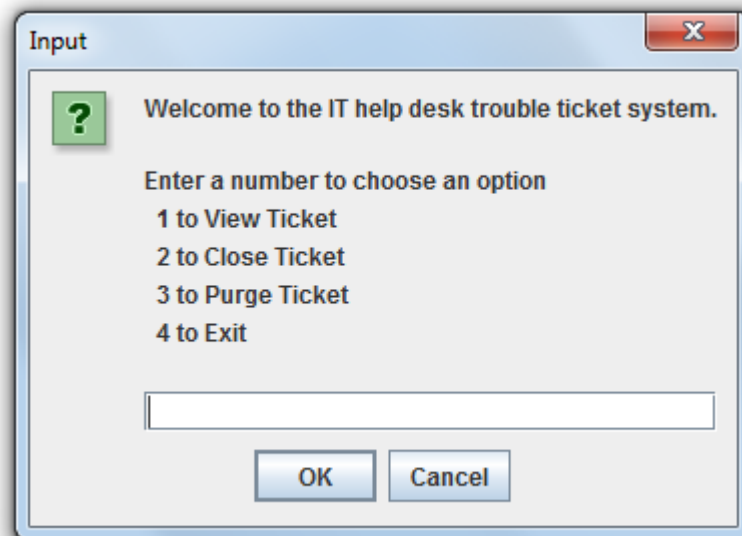 Input
Welcome to the IT help desk trouble ticket system.
Enter a number to choose an option
1 to View Ticket
2 to Close Ticket
3 to Purge Ticket
4 to Exit
OK Cancel